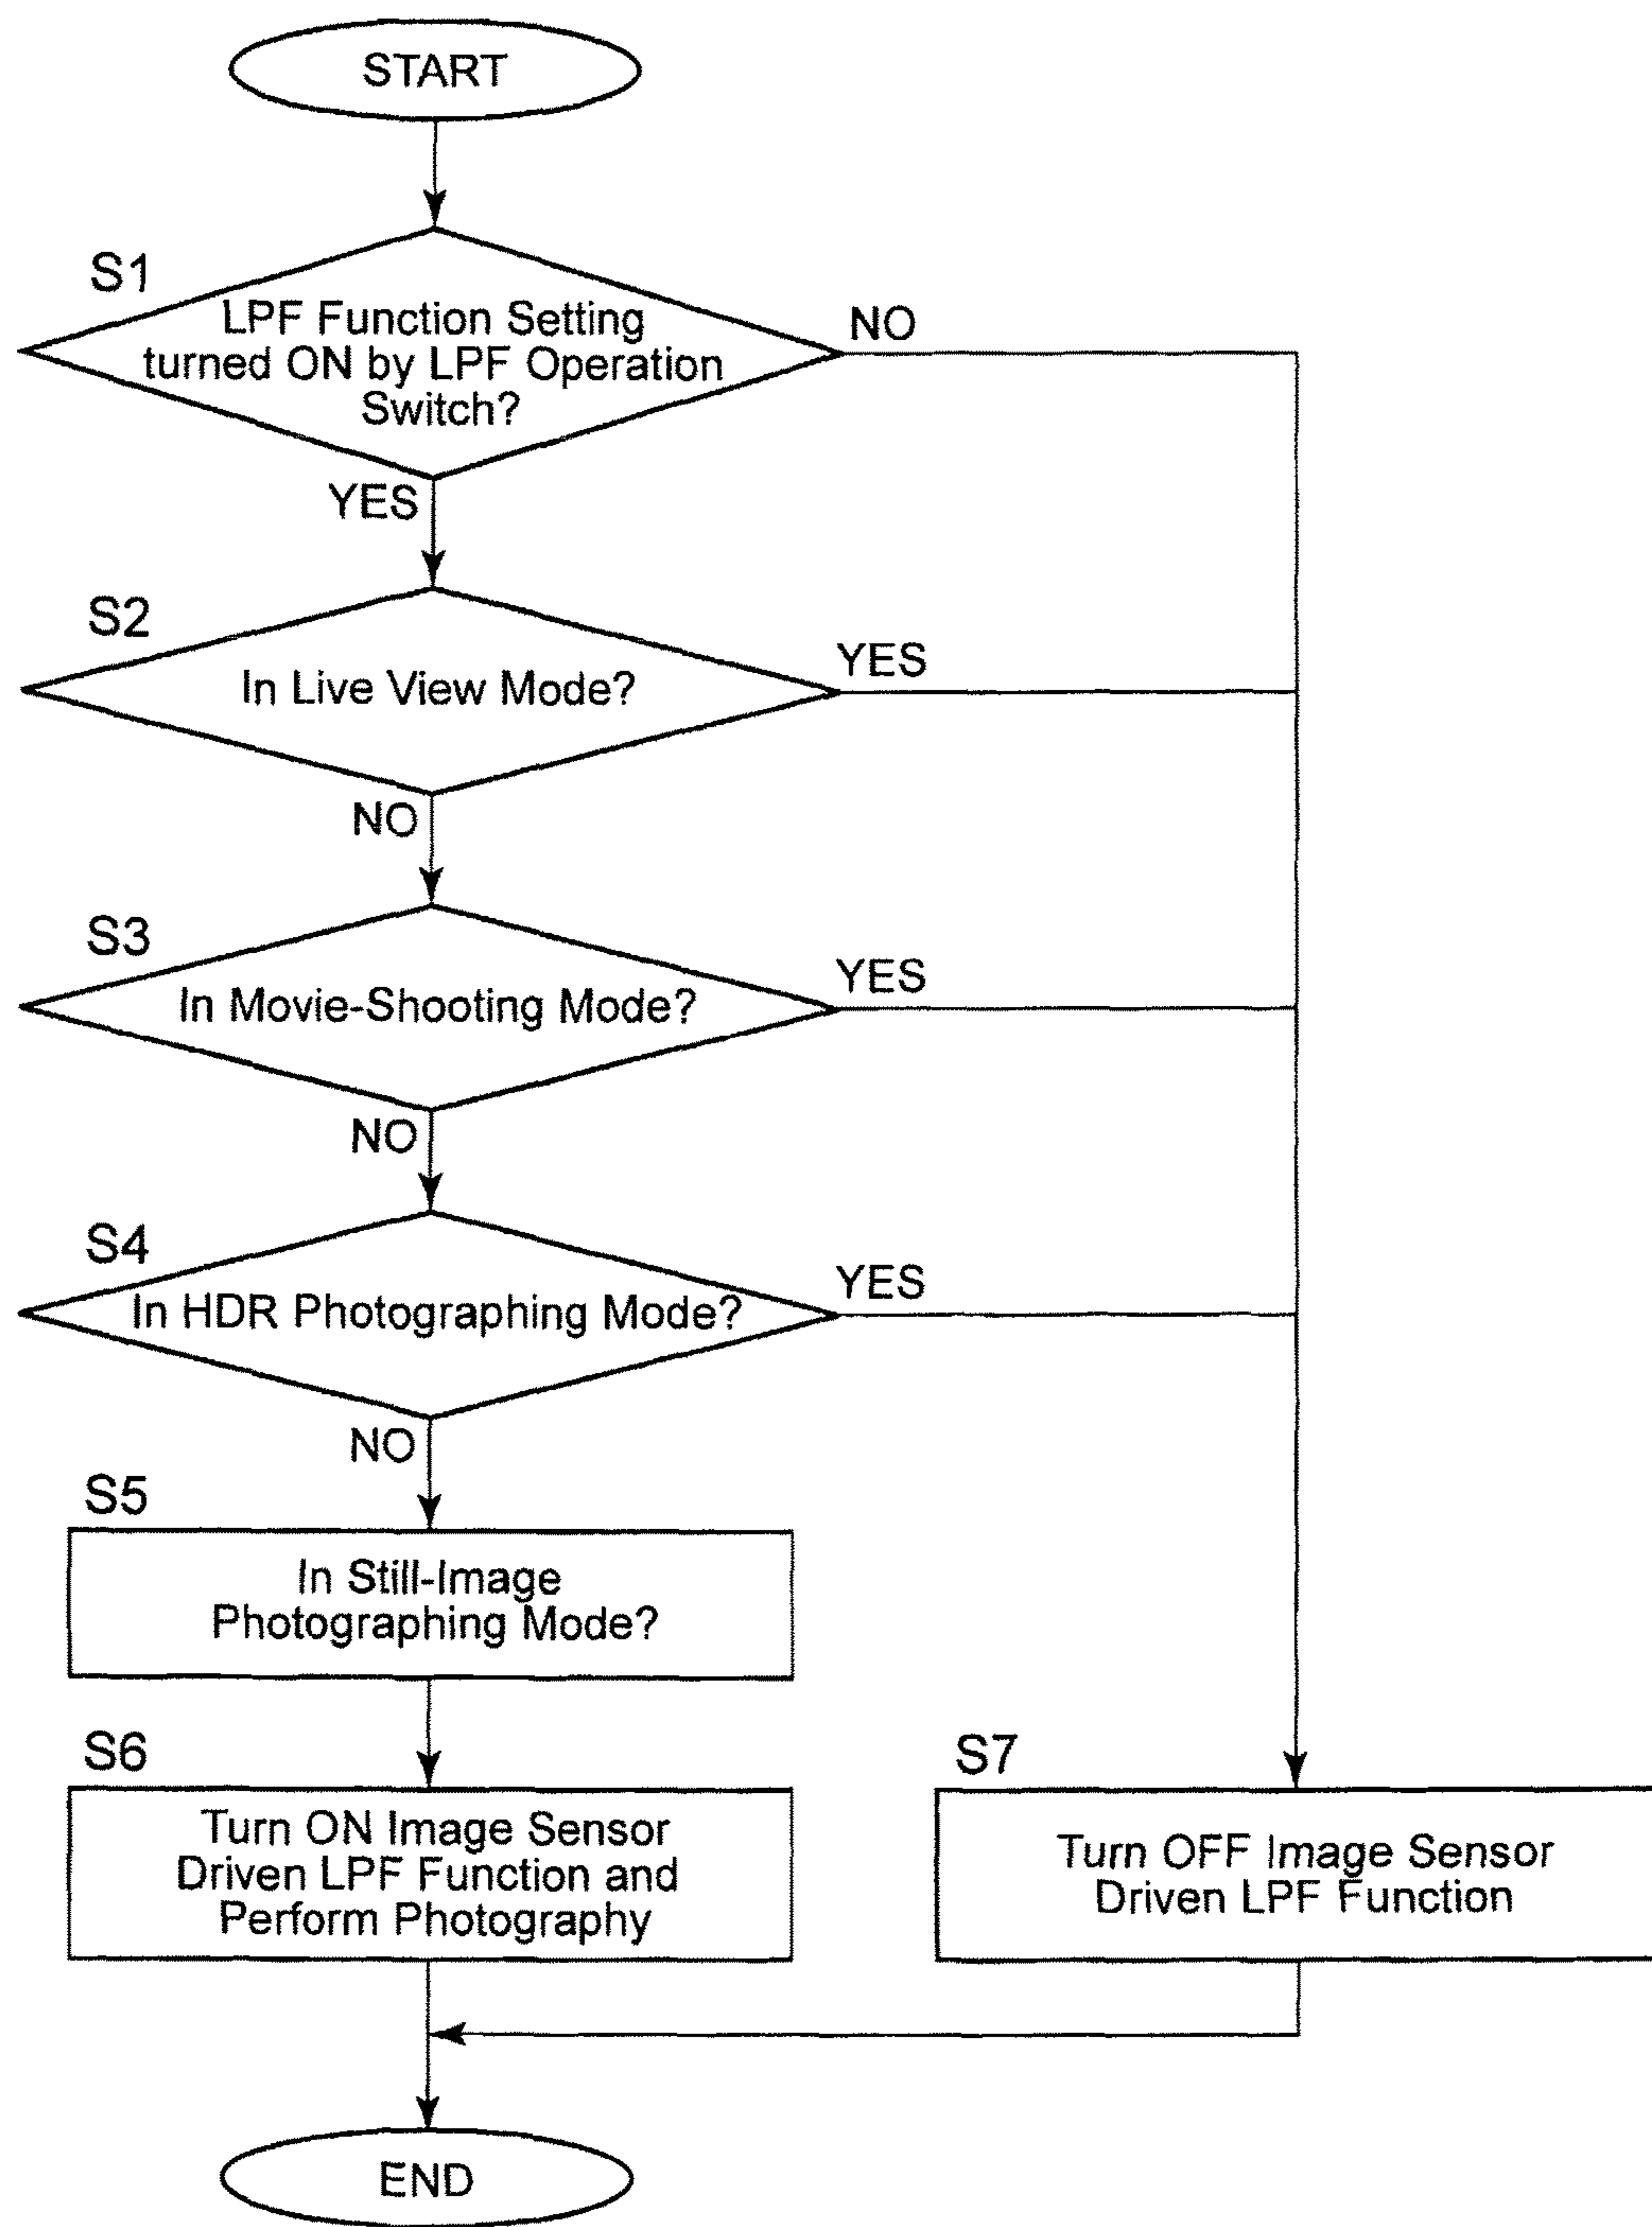 START
S1
LPF Function Setting
turned ON by LPF Operation
Switch?
NO
YES
S2
In Live View Mode?
YES
NO
S3
In Movie-Shooting Mode?
YES
NO
S4
In HDR Photographing Mode?
YES
NO
S5
In Still-Image
Photographing Mode?
S6
Turn ON Image Sensor
Driven LPF Function and
Perform Photography
S7
Turn OFF Image Sensor
Driven LPF Function
END